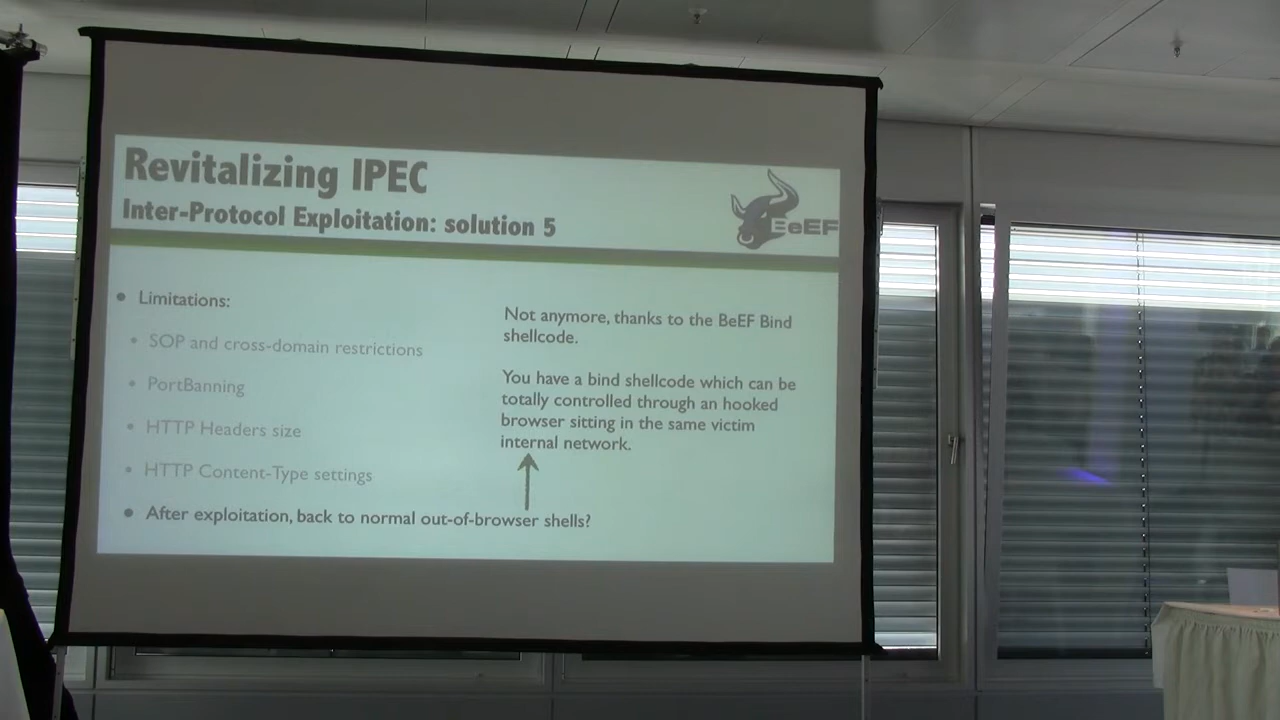 Revitalizing IPEC
Inter-Protocol Exploitation: solution 5
BeEF
• Limitations:
• SOP and cross-domain restrictions
• PortBanning
• HTTP Headers size
• HTTP Content-Type settings
• After exploitation, back to normal out-of-browser shells?
Not anymore, thanks to the BeEF Bind
shellcode.
You have a bind shellcode which can be
totally controlled through an hooked
browser sitting in the same victim
internal network.